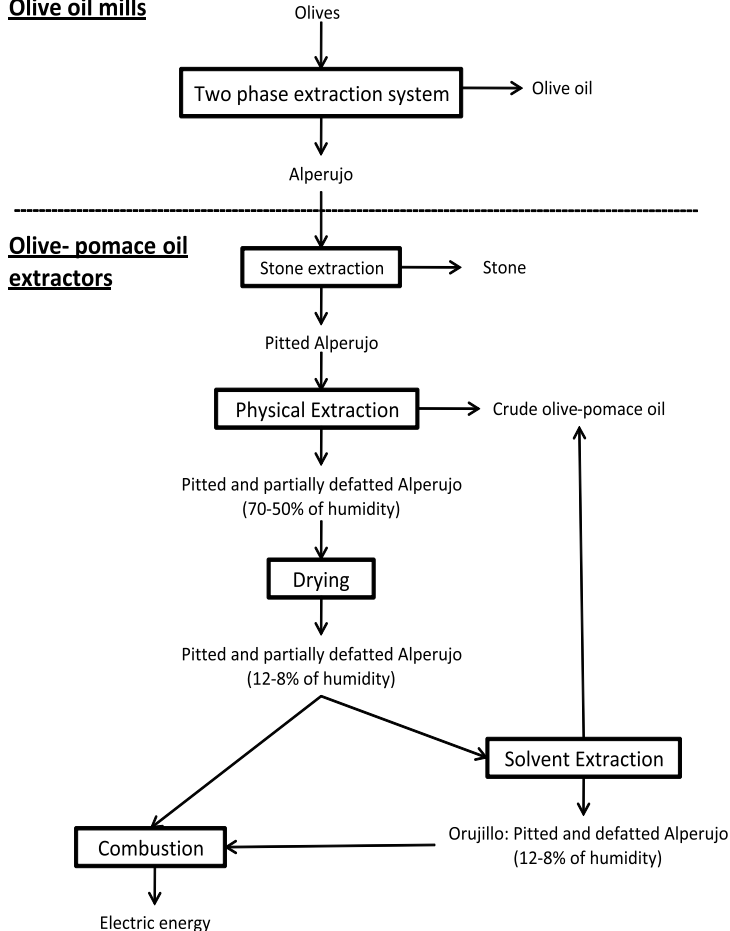 Olive oil mills
Olives
Two phase extraction system
Olive oil
Alperujo
Olive- pomace oil
extractors
Stone extraction
Stone
Pitted Alperujo
Physical Extraction
Crude olive-pomace oil
Pitted and partially defatted Alperujo
(70-50% of humidity)
Drying
Pitted and partially defatted Alperujo
(12-8% of humidity)
Solvent Extraction
Orujillo: Pitted and defatted Alperujo
(12-8% of humidity)
Combustion
Electric energy